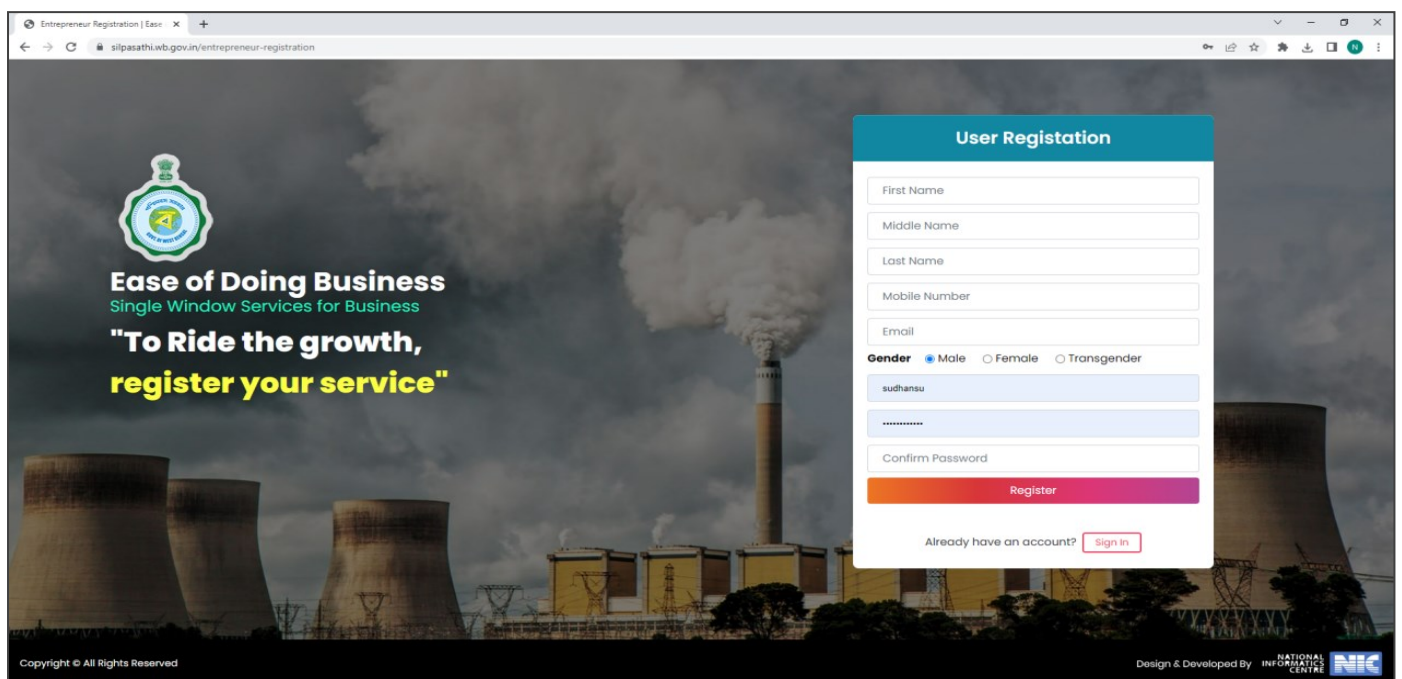 Entrepreneur Registration | Ease
silpasathi.wb.gov.in/entrepreneur-registration
N
Ease of Doing Business
Single Window Services for Business
"To Ride the growth,
register your service"
User Registation
First Name
Middle Name
Last Name
Mobile Number
Email
Gender Male Female Transgender
sudhansu
••••••••••••
Confirm Password
Register
Already have an account? Sign In
Copyright © All Rights Reserved
Design & Developed By
NATIONAL
INFORMATICS
CENTRE
NIC